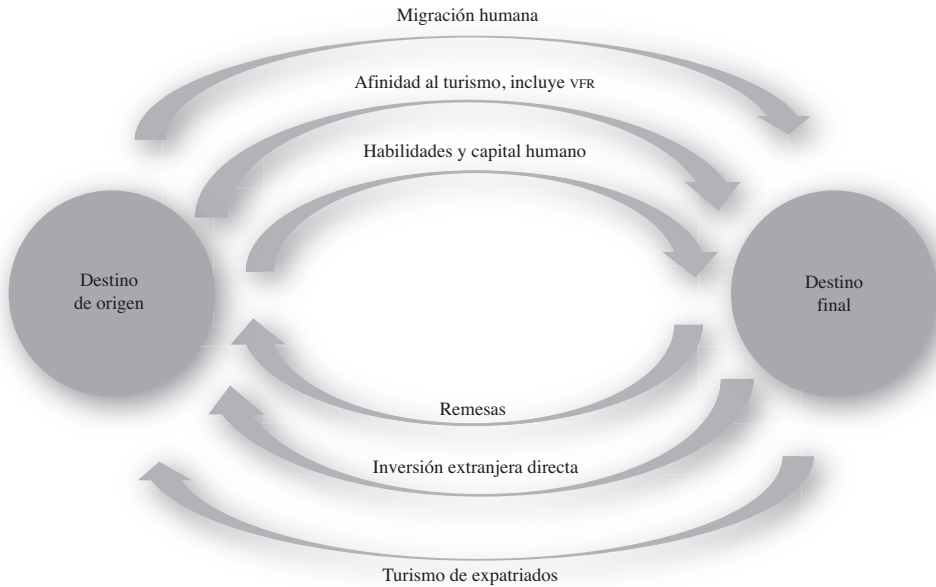 Migración humana
Afinidad al turismo, incluye VFR
Habilidades y capital humano
Destino
de origen
Destino
final
Remesas
Inversión extranjera directa
Turismo de expatriados